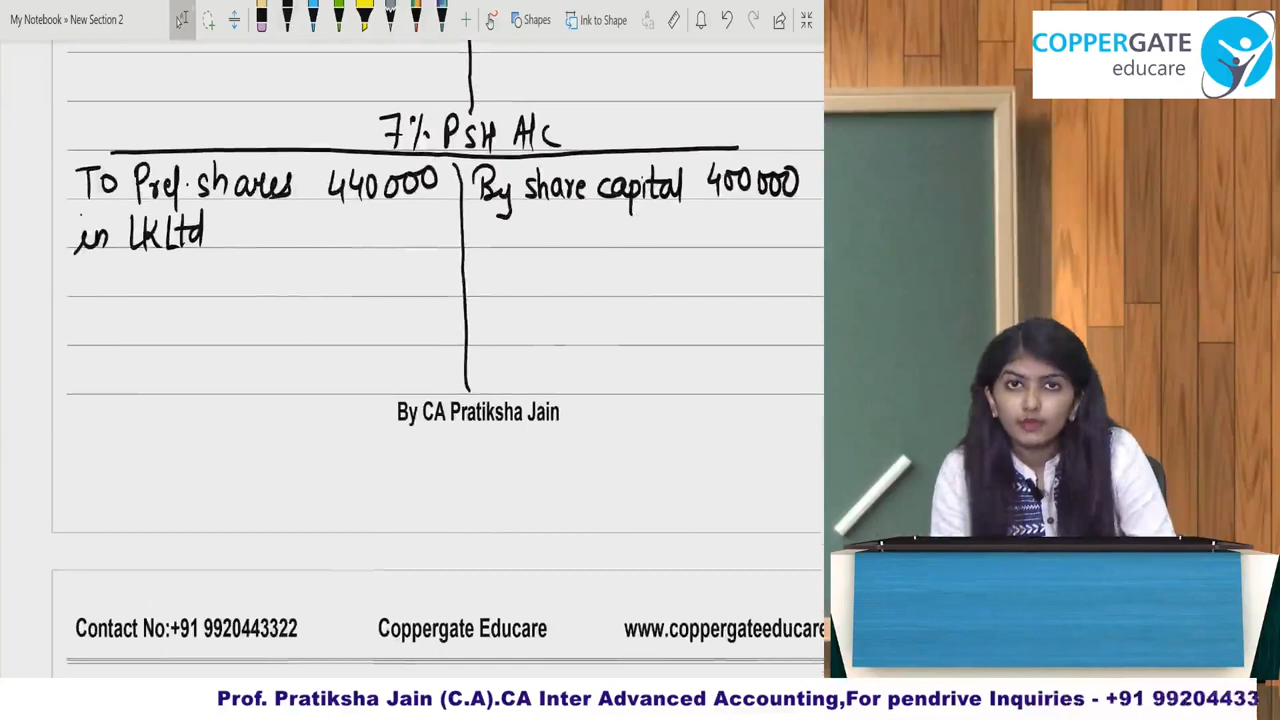 My Notebook » New Section 2
Shapes
Ink to Shape
COPPERGATE
educare
7% PSH A/C
To Pref. shares 440000 By share capital 400000
in LKLtd
By CA Pratiksha Jain
Contact No:+91 9920443322 Coppergate Educare www.coppergateeducare
Prof. Pratiksha Jain (C.A).CA Inter Advanced Accounting,For pendrive Inquiries - +91 99204433